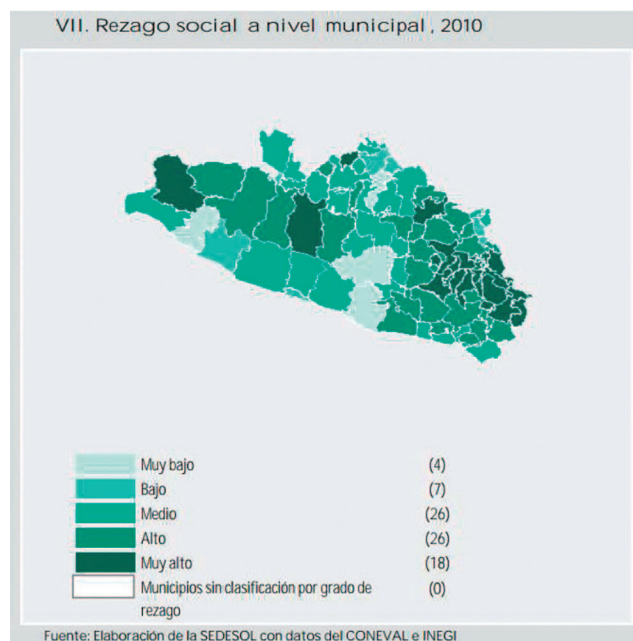 VII. Rezago social a nivel municipal, 2010
Muy bajo (4)
Bajo (7)
Medio (26)
Alto (26)
Muy alto (18)
Municipios sin clasificación por grado de (0)
rezago
Fuente: Elaboración de la SEDESOL con datos del CONEVAL e INEGI